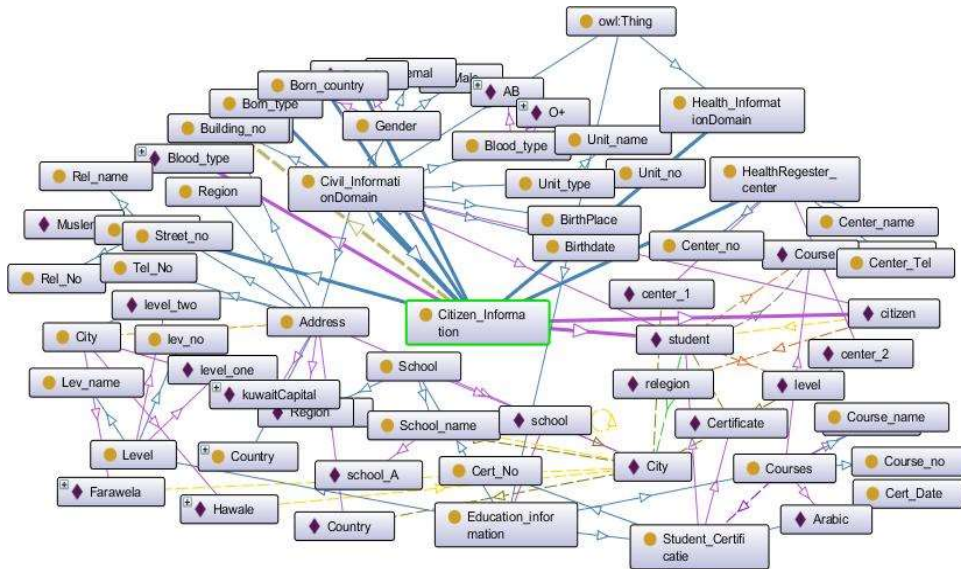 owl:Thing
Born_country
emal
Male
Born_type
AB
Health_Informat
ionDomain
O+
Building_no
Gender
Blood_type
Unit_name
Blood_type
Rel_name
Region
Civil_Informati
onDomain
Unit_type
Unit_no
HealthRegester_
center
Muslem
Street_no
BirthPlace
Center_name
Birthdate
Center_no
Course
Center_Tel
Rel_No
Tel_No
center_1
level_two
Citizen_Informa
tion
citizen
City
lev_no
Address
student
center_2
Lev_name
level_one
School
relegion
level
kuwaitCapital
Region
school
Certificate
Course_name
School_name
Level
Country
school_A
Cert_No
City
Courses
Course_no
Farawela
Hawale
Country
Education_infor
mation
Student_Certifi
catie
Arabic
Cert_Date